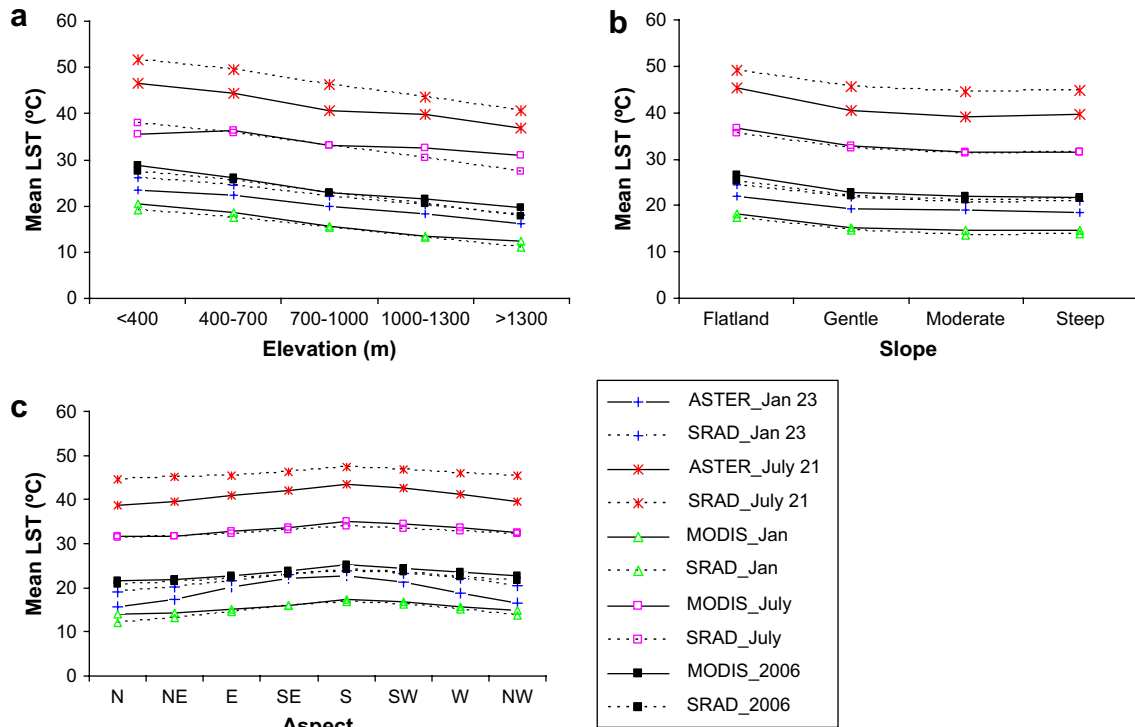 a
60
50
40
30
20
10
0
Mean LST (ºC)
<400 400-700 700-1000 1000-1300 >1300
Elevation (m)
b
60
50
40
30
20
10
0
Mean LST (ºC)
Flatland Gentle Moderate Steep
Slope
c
60
50
40
30
20
10
0
Mean LST (ºC)
N NE E SE S SW W NW
Aspect
ASTER_Jan 23
SRAD_Jan 23
ASTER_July 21
SRAD_July 21
MODIS_Jan
SRAD_Jan
MODIS_July
SRAD_July
MODIS_2006
SRAD_2006